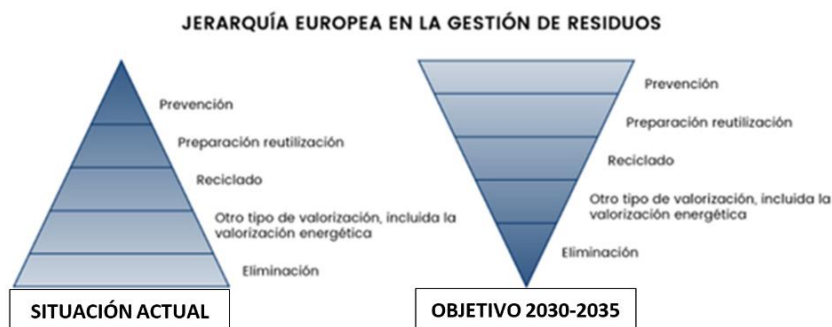 JERARQUÍA EUROPEA EN LA GESTIÓN DE RESIDUOS
Prevención
Preparación reutilización
Reciclado
Otro tipo de valorización, incluida la
valorización energética
Eliminación
SITUACIÓN ACTUAL
Prevención
Preparación reutilización
Reciclado
Otro tipo de valorización, incluida la
valorización energética
Eliminación
OBJETIVO 2030-2035